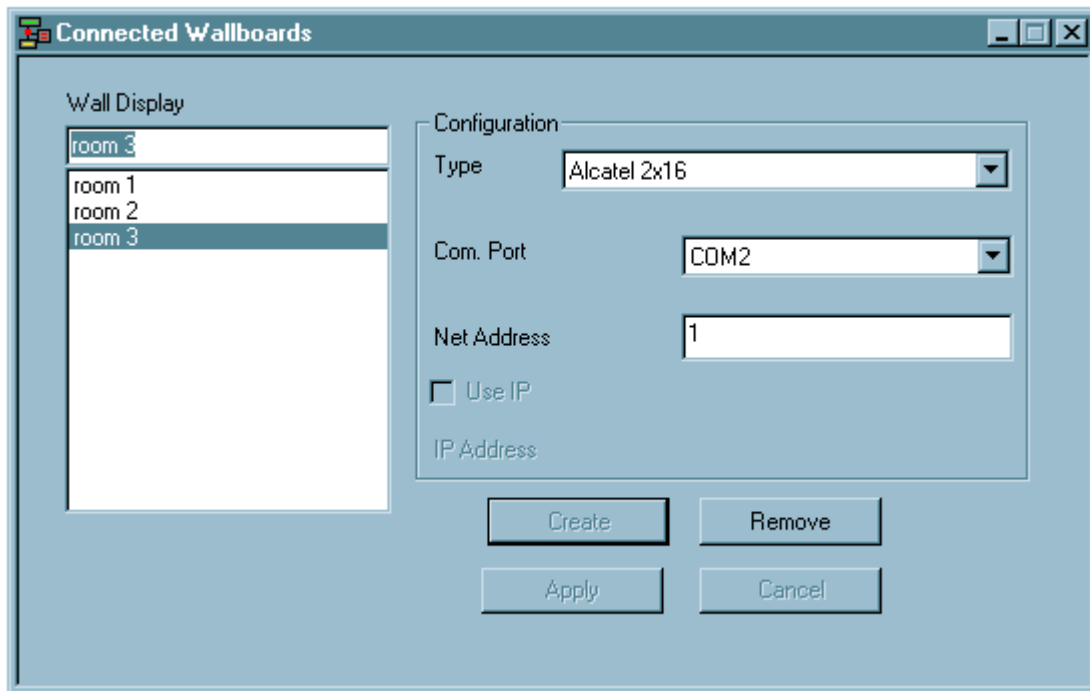 Connected Wallboards
Wall Display
room 3
room 1
room 2
room 3
Configuration
Type
Alcatel 2x16
Com. Port
COM2
Net Address
1
Use IP
IP Address
Create
Remove
Apply
Cancel